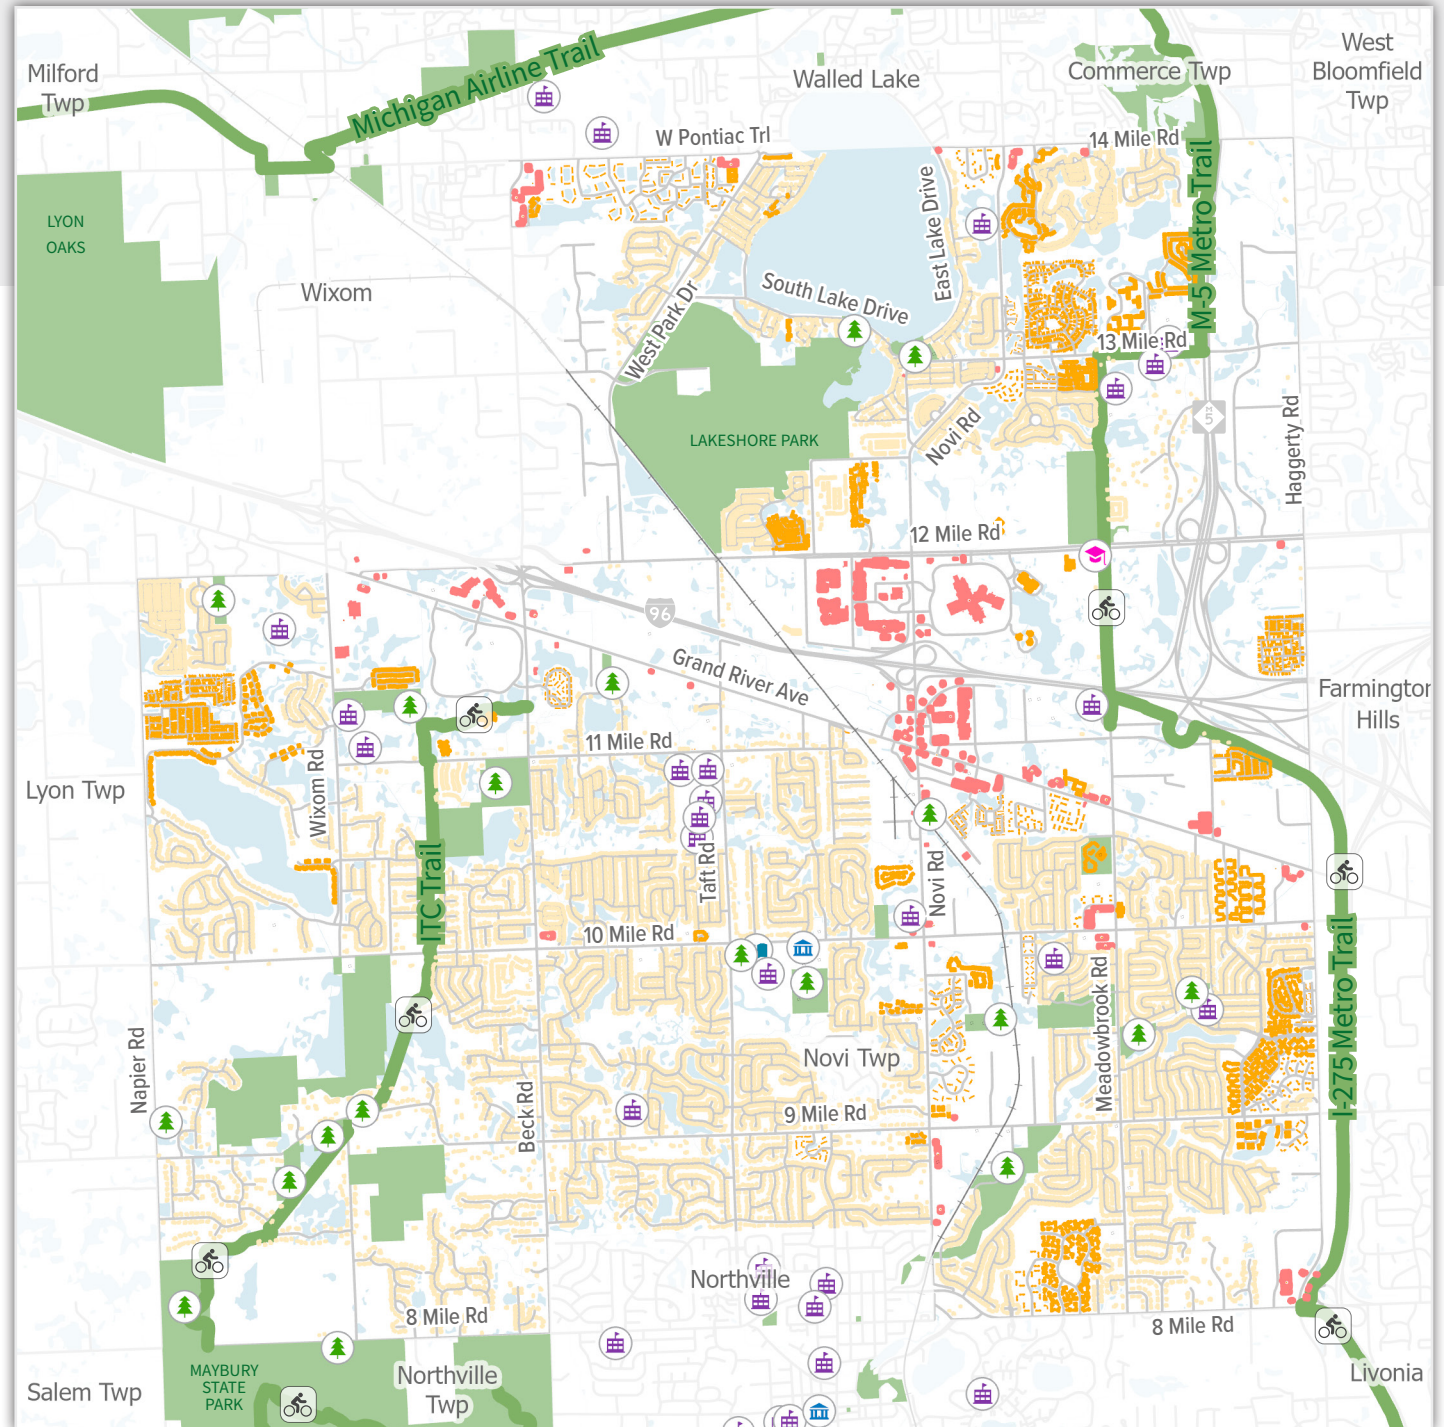 West
Bloomfield
Twp
Milford
Twp
Commerce Twp
Walled Lake
Michigan Airline Trail
W Pontiac Trl
14 Mile Rd
LYON
OAKS
East Lake Drive
M-5 Metro Trail
Wixom
South Lake Drive
West Park Dr
13 Mile Rd
M
5
Haggerty Rd
Novi Rd
LAKESHORE PARK
12 Mile Rd
96
Grand River Ave
Farmington
Hills
11 Mile Rd
Lyon Twp
Wixom Rd
ITC Trail
Taft Rd
Novi Rd
10 Mile Rd
I-275 Metro Trail
Meadowbrook Rd
Napier Rd
Novi Twp
Beck Rd
9 Mile Rd
Northville
8 Mile Rd
8 Mile Rd
MAYBURY
STATE
PARK
Northville
Twp
Salem Twp
Livonia